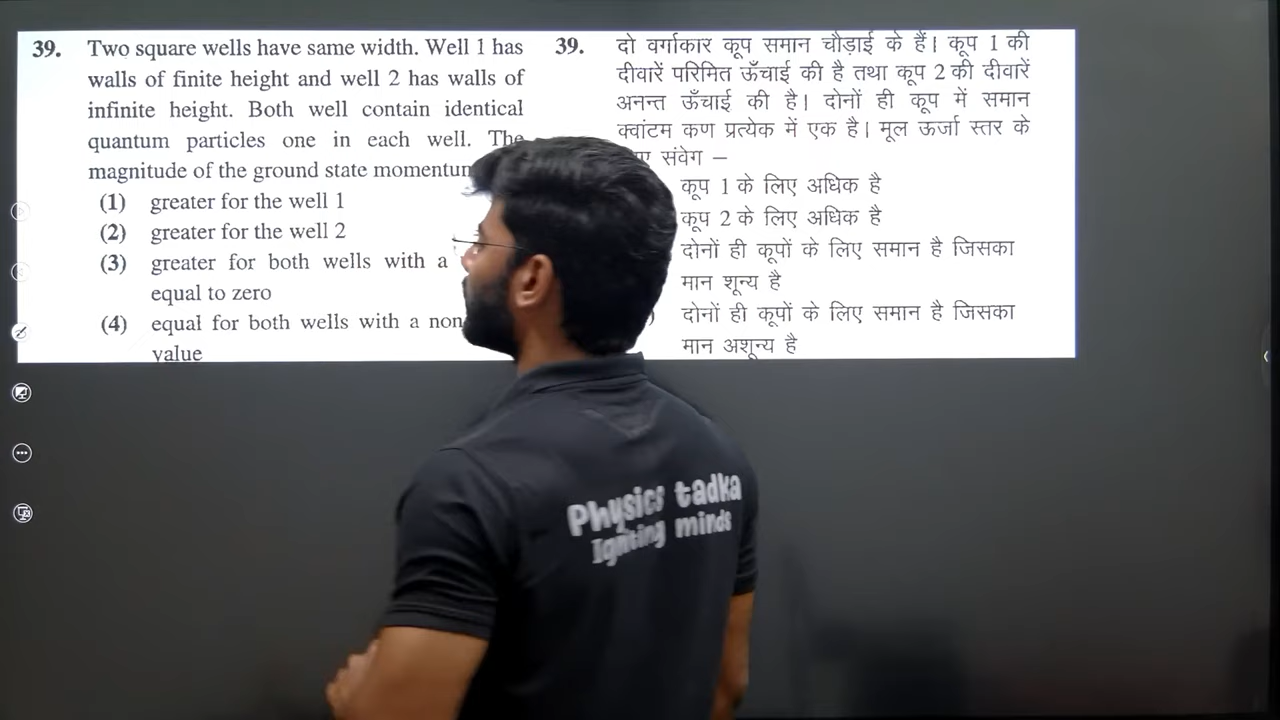 39. Two square wells have same width. Well 1 has
walls of finite height and well 2 has walls of
infinite height. Both well contain identical
quantum particles one in each well. The
magnitude of the ground state
(1) greater for the well 1
(2) greater for the well 2
(3) greater for both wells with a
equal to zero
(4) equal for both wells with a
value
39. दो वर्गाकार कूप समान चौड़ाई के हैं। कूप 1 की
दीवारें परिमित ऊँचाई की है तथा कूप 2 की दीवारें
अनन्त ऊँचाई की है। दोनों ही कूप में समान
क्वांटम कण प्रत्येक में एक है। मूल ऊर्जा स्तर के
संवेग –
कूप 1 के लिए अधिक है
कूप 2 के लिए अधिक है
दोनों ही कूपों के लिए समान है जिसका
मान शून्य है
दोनों ही कूपों के लिए समान है जिसका
मान अशून्य है
Physics tadka
Igniting minds